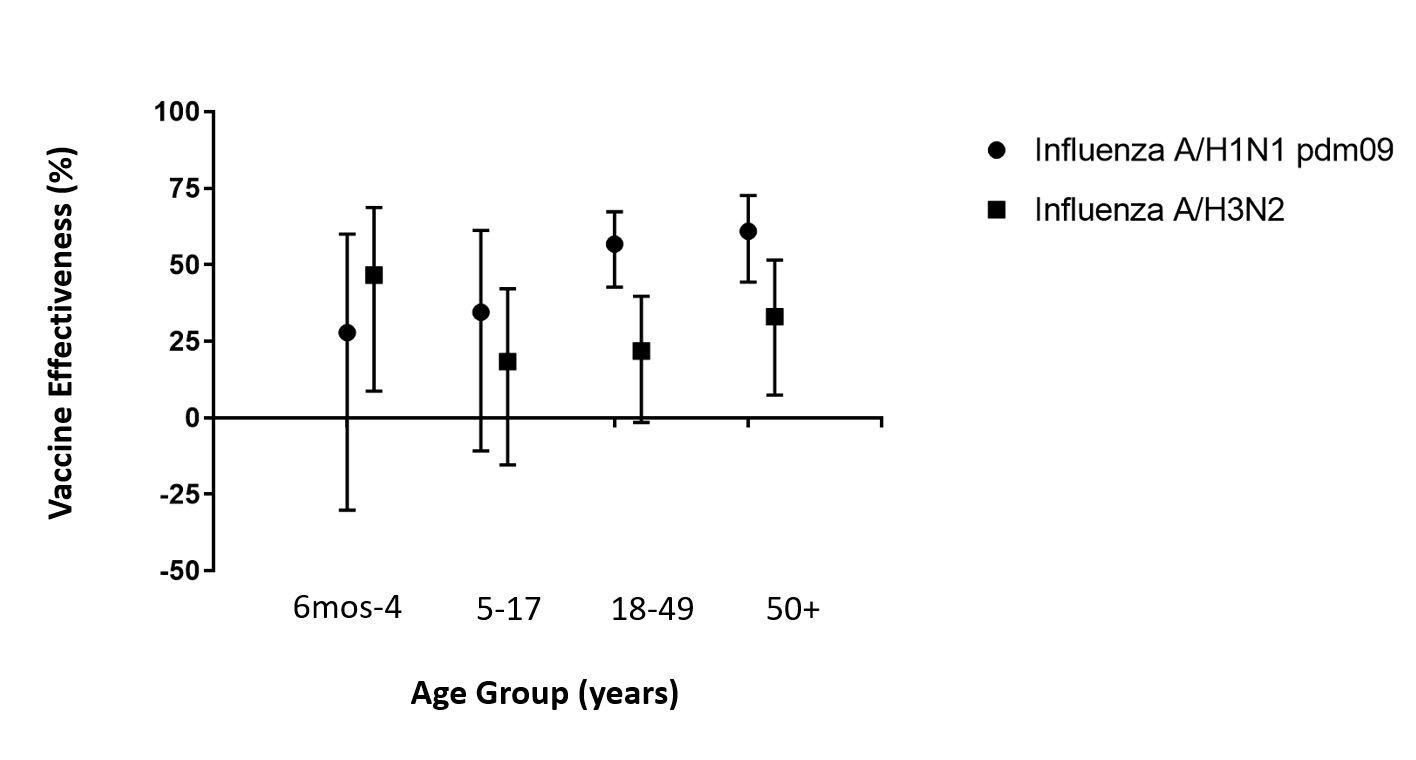 100
75
50
25
0
-25
-50
Vaccine Effectiveness (%)
Influenza A/H1N1 pdm09
Influenza A/H3N2
6mos-4
5-17
18-49
50+
Age Group (years)